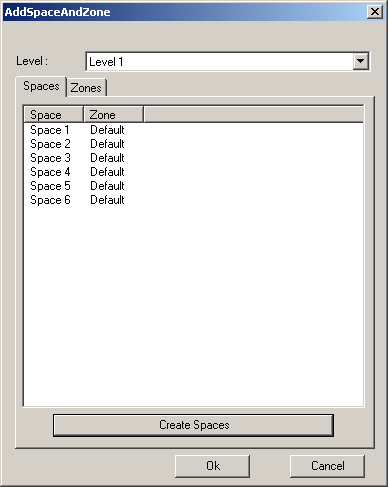 AddSpaceAndZone
Level : Level 1
Spaces Zones
Space Zone
Space 1 Default
Space 2 Default
Space 3 Default
Space 4 Default
Space 5 Default
Space 6 Default
Create Spaces
Ok Cancel